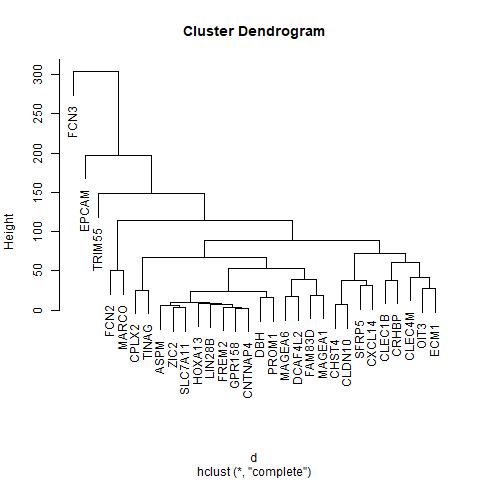 Cluster Dendrogram
Height
300
250
200
150
100
50
0
FCN3
EPCAM
TRIM55
FCN2
MARCO
CPLX2
TINAG
ASPM
ZIC2
SLC7A11
HOXA13
LIN28B
FREM2
GPR158
CNTNAP4
DBH
PROM1
MAGEA6
DCAF4L2
FAM83D
MAGEA1
CHST4
CLDN10
SFRP5
CXCL14
CLEC1B
CRHBP
CLEC4M
OIT3
ECM1
d
hclust (*, "complete")